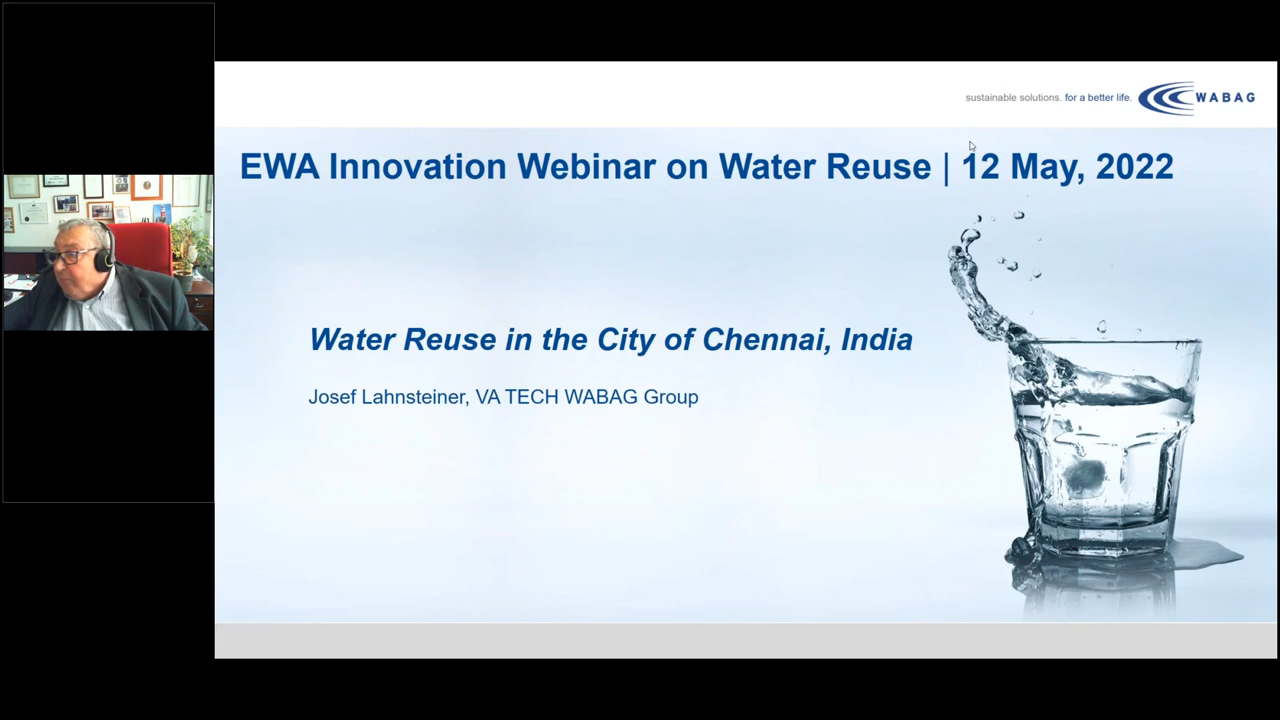 sustainable solutions. for a better life. WABAG
EWA Innovation Webinar on Water Reuse | 12 May, 2022
Water Reuse in the City of Chennai, India
Josef Lahnsteiner, VA TECH WABAG Group